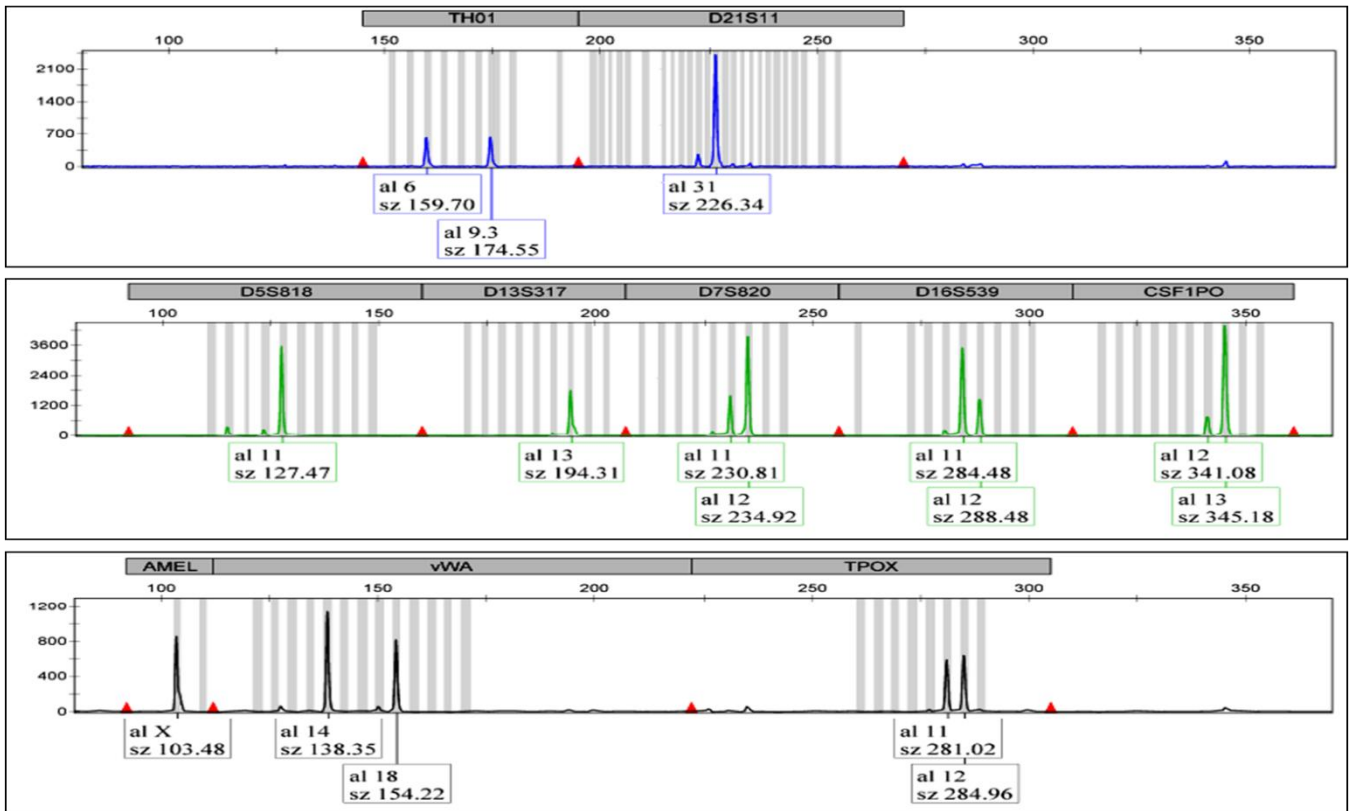 TH01 D21S11
100 150 200 250 300 350
2100
1400
700
0
al 6
sz 159.70
al 9.3
sz 174.55
al 31
sz 226.34
D5S818 D13S317 D7S820 D16S539 CSF1PO
100 150 200 250 300 350
3600
2400
1200
0
al 11
sz 127.47
al 13
sz 194.31
al 11
sz 230.81
al 12
sz 234.92
al 11
sz 284.48
al 12
sz 288.48
al 12
sz 341.08
al 13
sz 345.18
AMEL vWA TPOX
100 150 200 250 300 350
1200
800
400
0
al X
sz 103.48
al 14
sz 138.35
al 18
sz 154.22
al 11
sz 281.02
al 12
sz 284.96